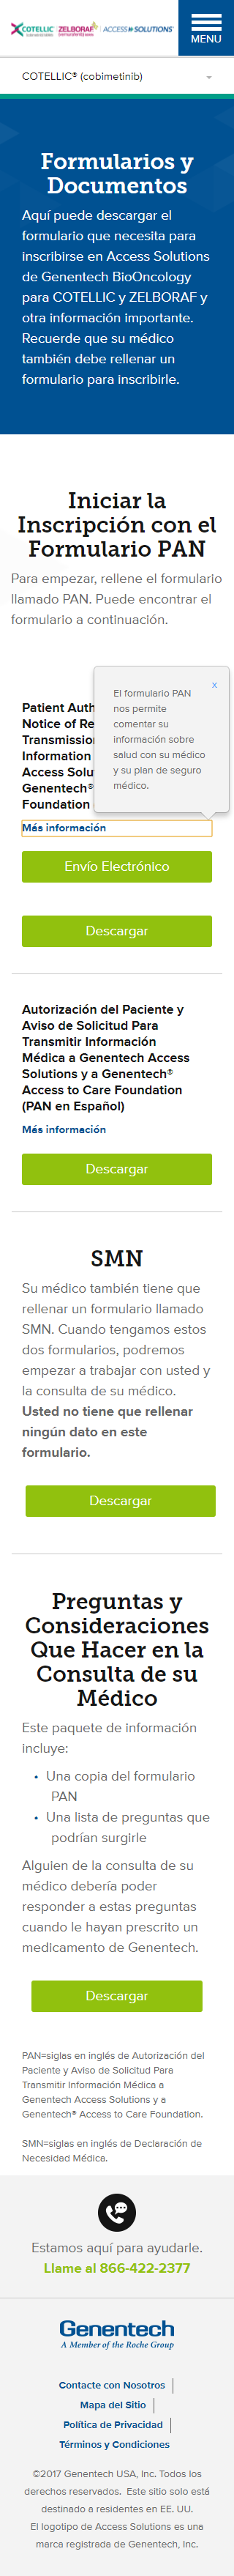 COTELLIC ZELBORAF ACCESS SOLUTIONS
MENU
COTELLIC® (cobimetinib)
Formularios y
Documentos
Aquí puede descargar el
formulario que necesita para
inscribirse en Access Solutions
de Genentech BioOncology
para COTELLIC y ZELBORAF y
otra información importante.
Recuerde que su médico
también debe rellenar un
formulario para inscribirle.
Iniciar la
Inscripción con el
Formulario PAN
Para empezar, rellene el formulario
llamado PAN. Puede encontrar el
formulario a continuación.
x
El formulario PAN
nos permite
comentar su
información sobre
salud con su médico
y su plan de seguro
médico.
Patient Auth
Notice of Re
Transmission
Information
Access Solu
Genentech®
Foundation
Más información
Envío Electrónico
Descargar
Autorización del Paciente y
Aviso de Solicitud Para
Transmitir Información
Médica a Genentech Access
Solutions y a Genentech®
Access to Care Foundation
(PAN en Español)
Más información
Descargar
SMN
Su médico también tiene que
rellenar un formulario llamado
SMN. Cuando tengamos estos
dos formularios, podremos
empezar a trabajar con usted y
la consulta de su médico.
Usted no tiene que rellenar
ningún dato en este
formulario.
Descargar
Preguntas y
Consideraciones
Que Hacer en la
Consulta de su
Médico
Este paquete de información
incluye:
• Una copia del formulario
PAN
• Una lista de preguntas que
podrían surgirle
Alguien de la consulta de su
médico debería poder
responder a estas preguntas
cuando le hayan prescrito un
medicamento de Genentech.
Descargar
PAN=siglas en inglés de Autorización del
Paciente y Aviso de Solicitud Para
Transmitir Información Médica a
Genentech Access Solutions y a
Genentech® Access to Care Foundation.
SMN=siglas en inglés de Declaración de
Necesidad Médica.
Estamos aquí para ayudarle.
Llame al 866-422-2377
Genentech
A Member of the Roche Group
Contacte con Nosotros
Mapa del Sitio
Política de Privacidad
Términos y Condiciones
©2017 Genentech USA, Inc. Todos los
derechos reservados. Este sitio solo está
destinado a residentes en EE. UU.
El logotipo de Access Solutions es una
marca registrada de Genentech, Inc.